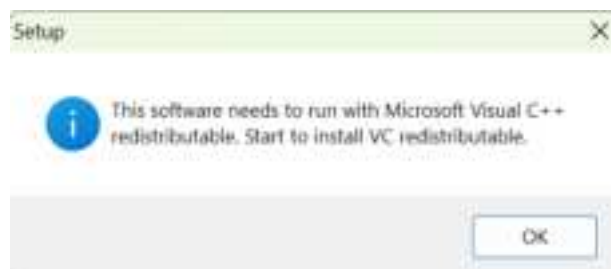 Setup
This software needs to run with Microsoft Visual C++
redistributable. Start to install VC redistributable.
OK